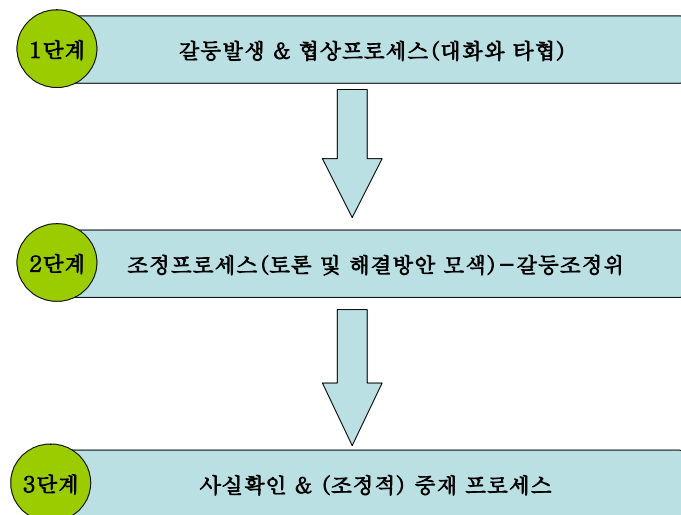 1단계
갈등발생 & 협상프로세스(대화와 타협)
2단계
조정프로세스(토론 및 해결방안 모색)-갈등조정위
3단계
사실확인 & (조정적) 중재 프로세스